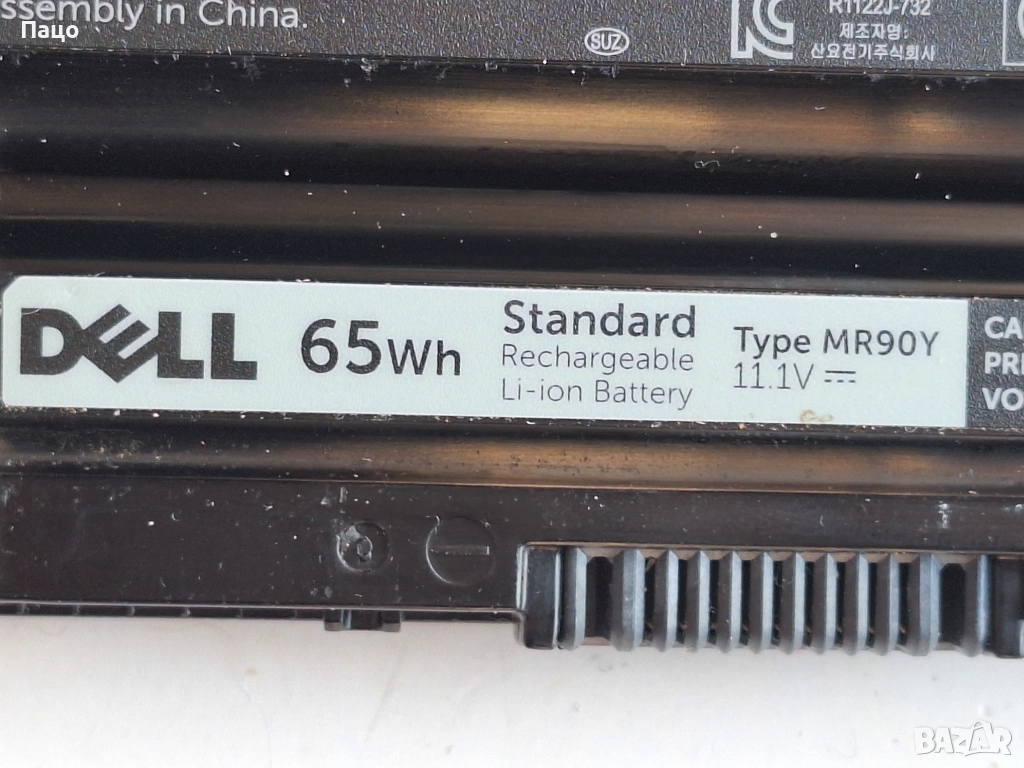 ssembly in China.
Пацо
SUZ
R1122J-732
제조자명:
산요전기주식회사
DELL
65Wh
Standard
Rechargeable
Li-ion Battery
Type MR90Y
11.1V
CA
PRE
VO
BAZAR